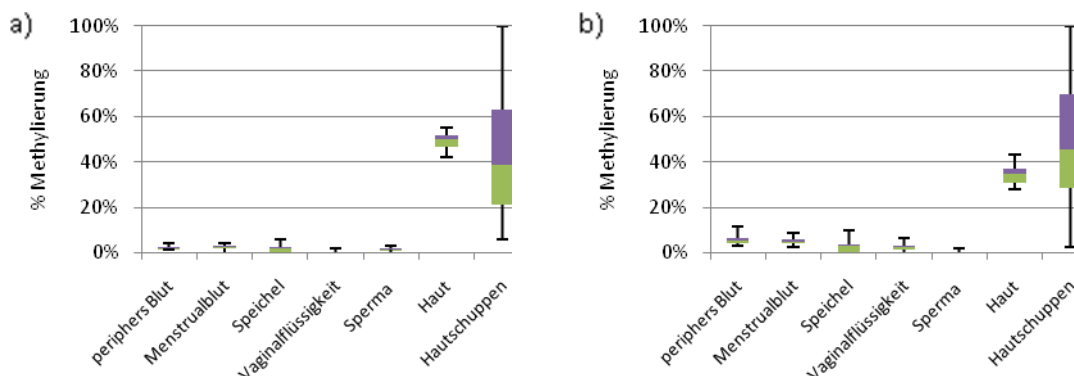 a)
% Methylierung
100%
80%
60%
40%
20%
0%
periphers Blut
Menstrualblut
Speichel
Vaginalflüssigkeit
Sperma
Haut
Hautschuppen
b)
% Methylierung
100%
80%
60%
40%
20%
0%
periphers Blut
Menstrualblut
Speichel
Vaginalflüssigkeit
Sperma
Haut
Hautschuppen